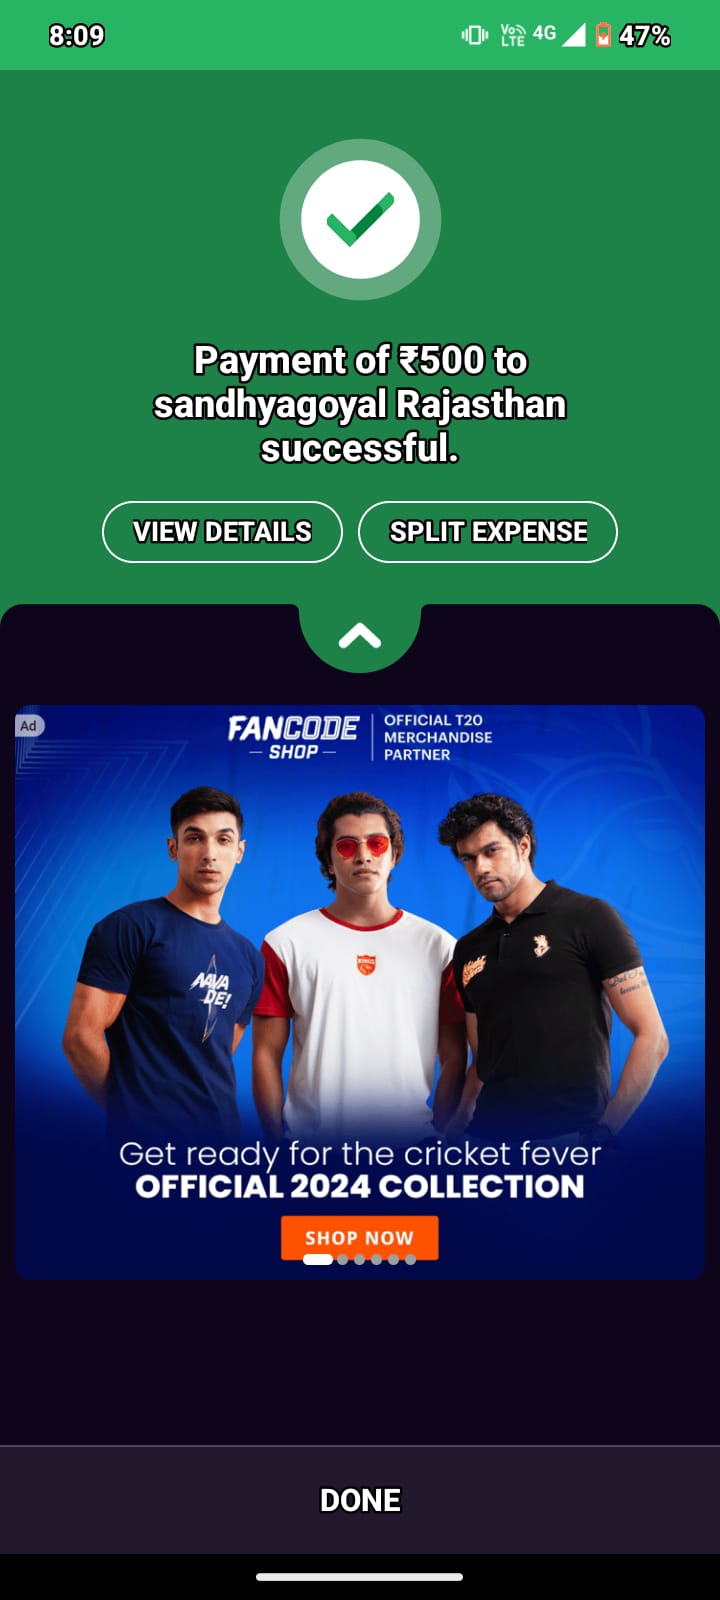 8:09
Vo LTE 4G 47%
Payment of ₹500 to
sandhyagoyal Rajasthan
successful.
VIEW DETAILS SPLIT EXPENSE
Ad
FANCODE
SHOP
OFFICIAL T20
MERCHANDISE
PARTNER
AAVA
DE!
KINGS
Get ready for the cricket fever
OFFICIAL 2024 COLLECTION
SHOP NOW
DONE